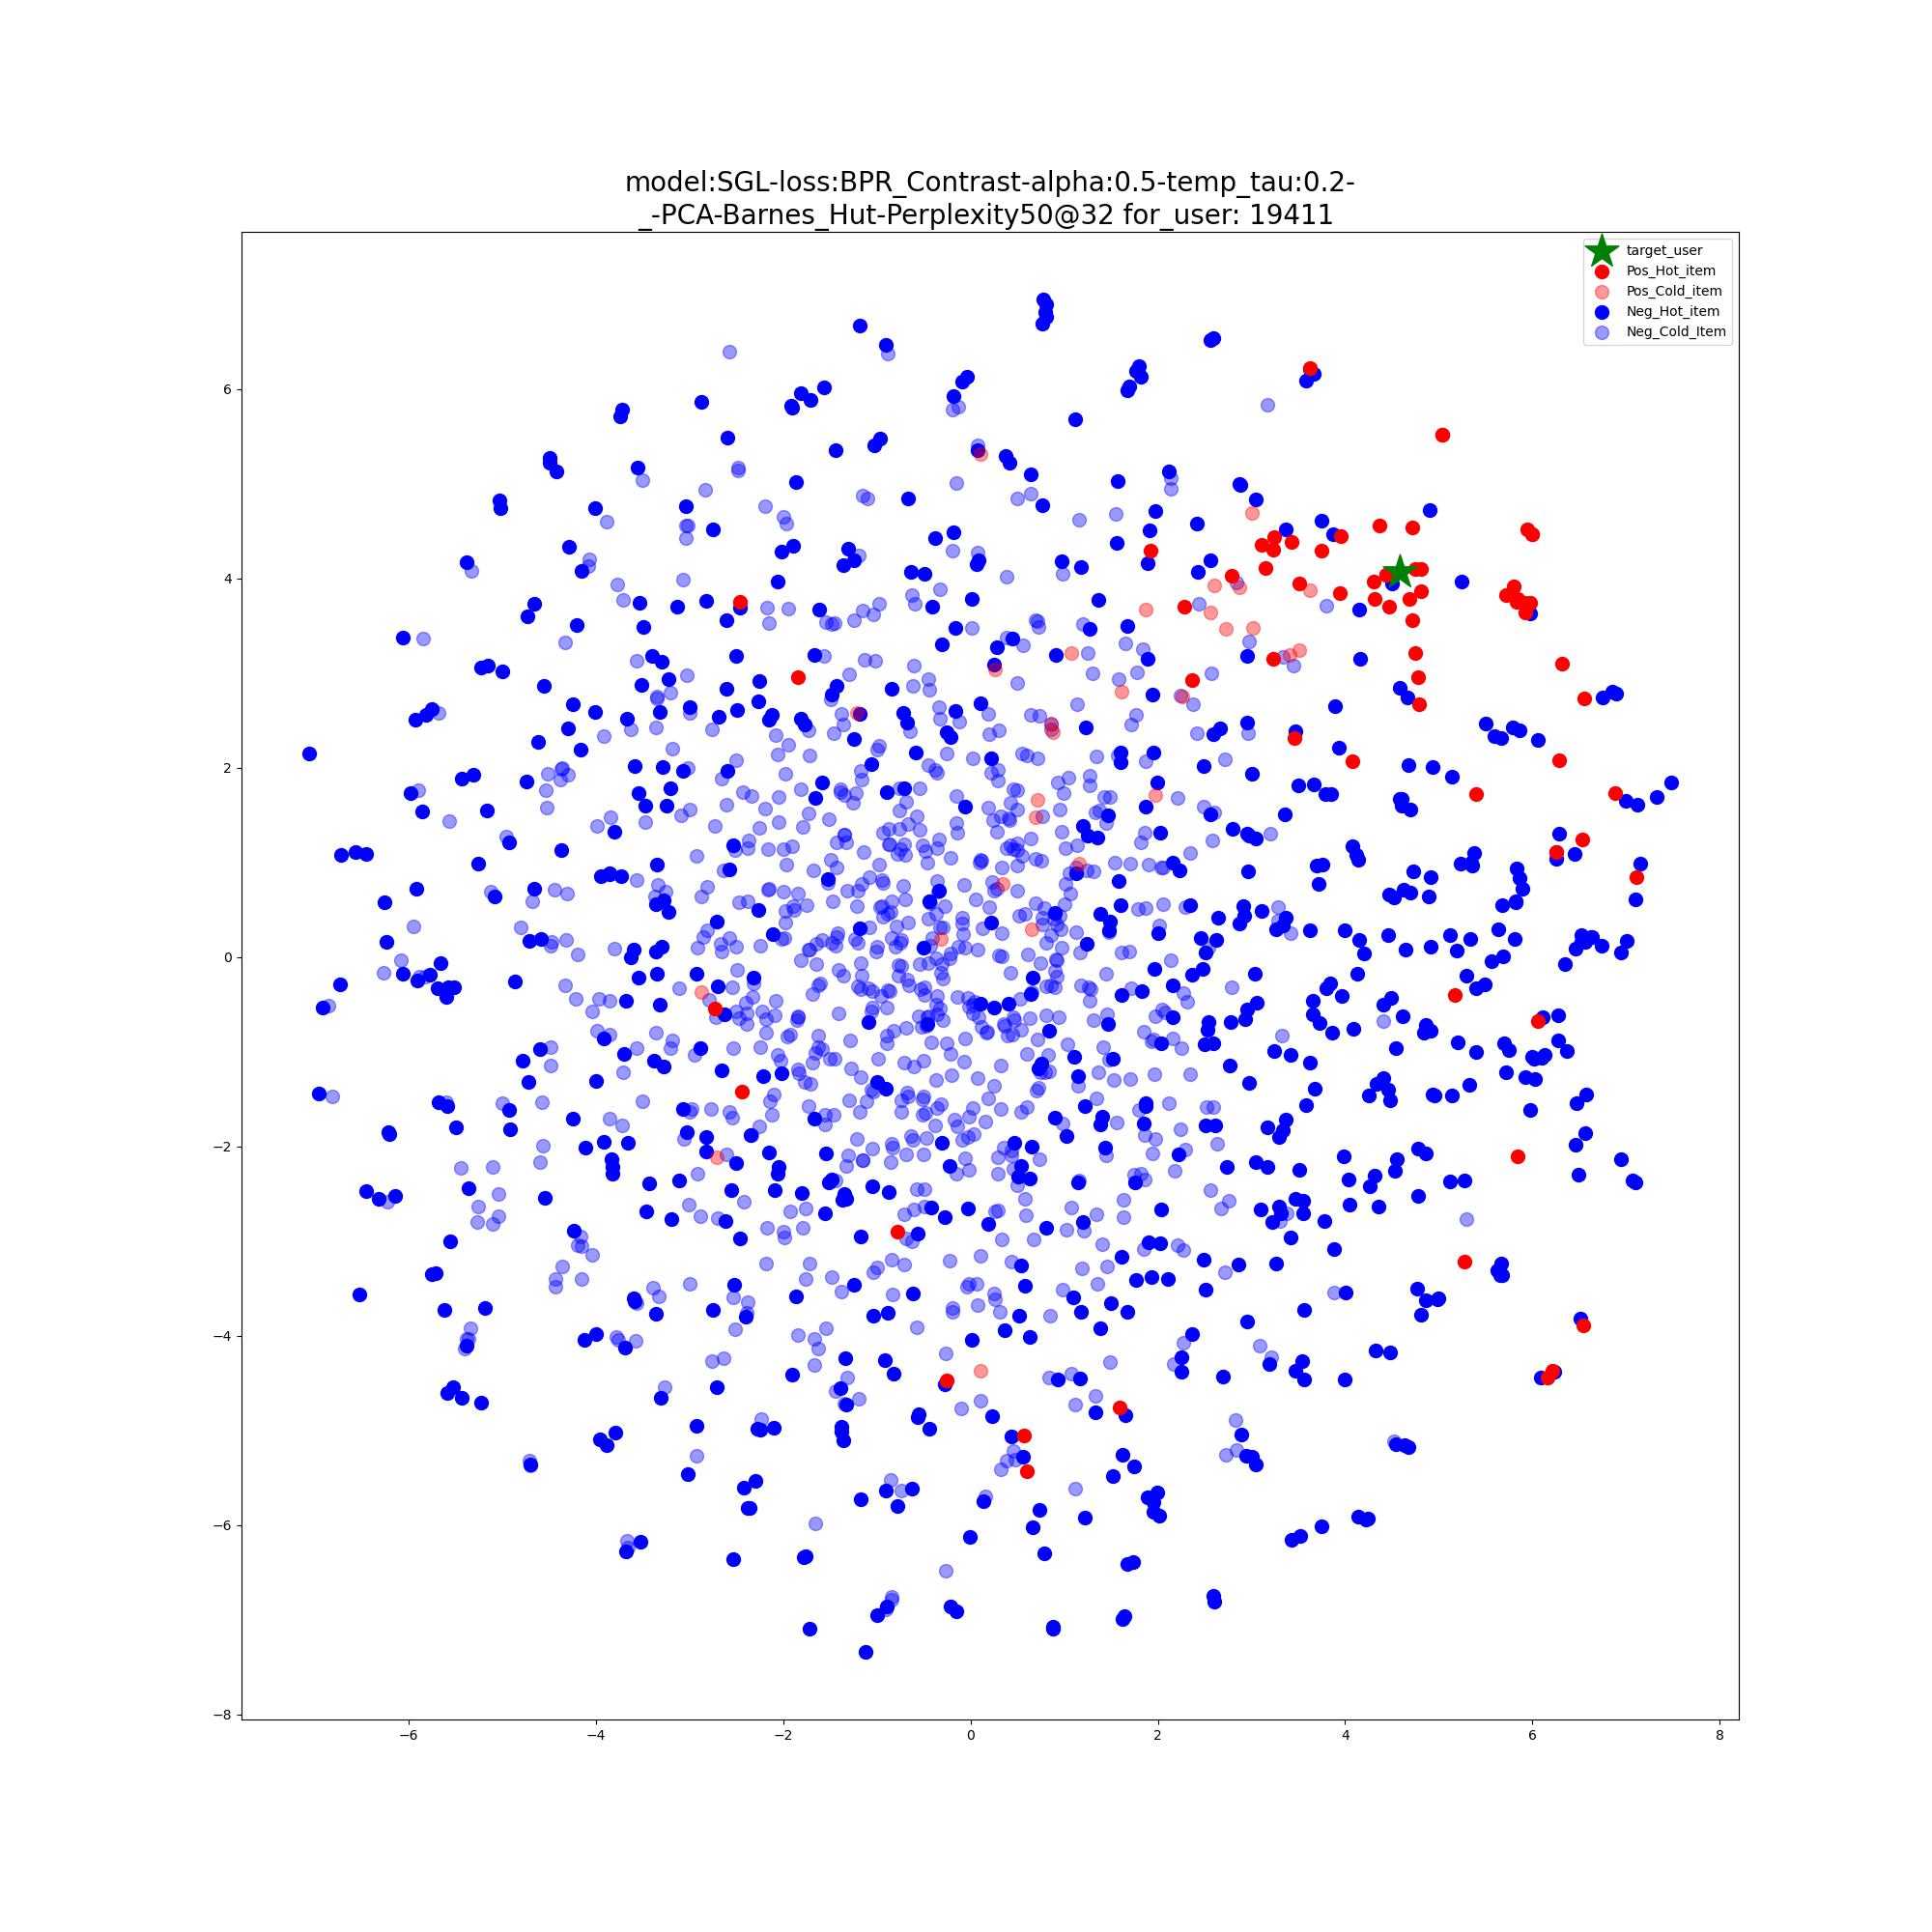 model:SGL-loss:BPR_Contrast-alpha:0.5-temp_tau:0.2-
_-PCA-Barnes_Hut-Perplexity50@32 for_user: 19411
target_user
Pos_Hot_item
Pos_Cold_item
Neg_Hot_item
Neg_Cold_Item
6
4
2
0
−2
−4
−6
−8
−6 −4 −2 0 2 4 6 8